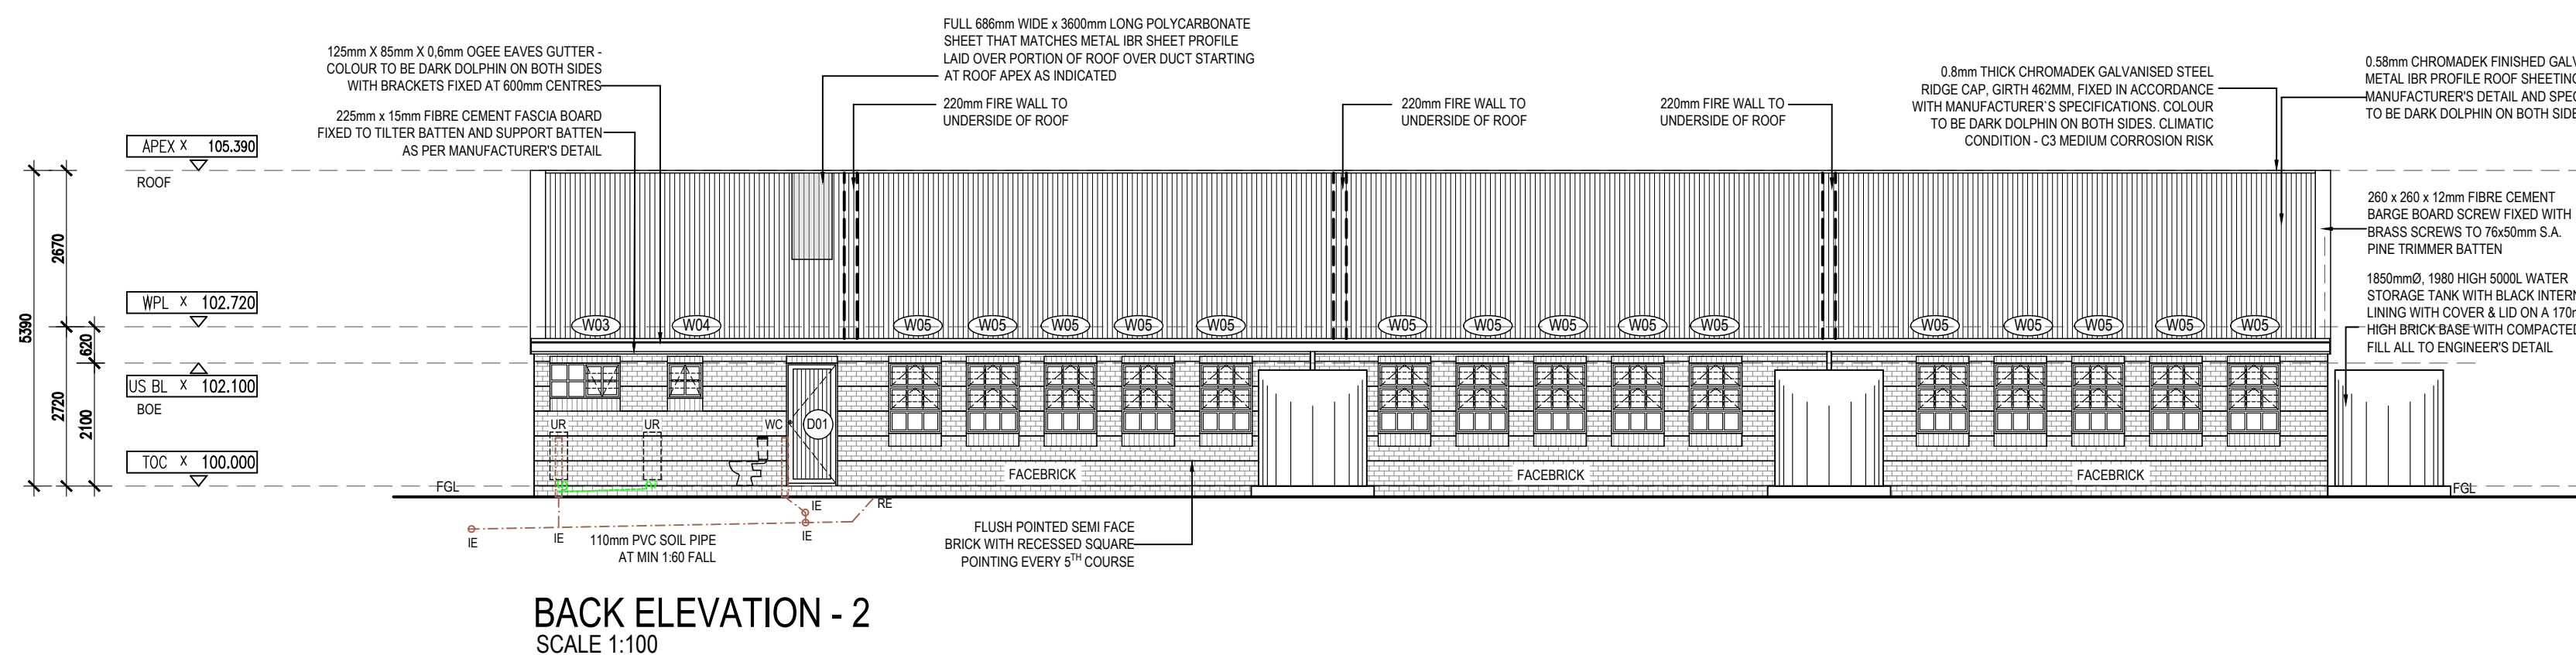 FULL 686mm WIDE x 3600mm LONG POLYCARBONATE
SHEET THAT MATCHES METAL IBR SHEET PROFILE
LAID OVER PORTION OF ROOF OVER DUCT STARTING
AT ROOF APEX AS INDICATED
125mm X 85mm X 0,6mm OGEE EAVES GUTTER -
COLOUR TO BE DARK DOLPHIN ON BOTH SIDES
WITH BRACKETS FIXED AT 600mm CENTRES
225mm x 15mm FIBRE CEMENT FASCIA BOARD
FIXED TO TILTER BATTEN AND SUPPORT BATTEN
AS PER MANUFACTURER'S DETAIL
220mm FIRE WALL TO
UNDERSIDE OF ROOF
220mm FIRE WALL TO
UNDERSIDE OF ROOF
220mm FIRE WALL TO
UNDERSIDE OF ROOF
0.8mm THICK CHROMADEK GALVANISED STEEL
RIDGE CAP, GIRTH 462MM, FIXED IN ACCORDANCE
WITH MANUFACTURER`S SPECIFICATIONS. COLOUR
TO BE DARK DOLPHIN ON BOTH SIDES. CLIMATIC
CONDITION - C3 MEDIUM CORROSION RISK
0.58mm CHROMADEK FINISHED GALV
METAL IBR PROFILE ROOF SHEETING
MANUFACTURER'S DETAIL AND SPEC
TO BE DARK DOLPHIN ON BOTH SIDE
260 x 260 x 12mm FIBRE CEMENT
BARGE BOARD SCREW FIXED WITH
BRASS SCREWS TO 76x50mm S.A.
PINE TRIMMER BATTEN
1850mmØ, 1980 HIGH 5000L WATER
STORAGE TANK WITH BLACK INTERN
LINING WITH COVER & LID ON A 170m
HIGH BRICK BASE WITH COMPACTED
FILL ALL TO ENGINEER'S DETAIL
APEX X 105.390
ROOF
WPL X 102.720
US BL X 102.100
BOE
TOC X 100.000
5390
2670
620
2720
2100
W03 W04 W05 W05 W05 W05 W05 W05 W05 W05 W05 W05 W05 W05 W05 W05 W05
UR UR WC D01
FACEBRICK FACEBRICK FACEBRICK
FGL FGL
IE IE IE IE RE
110mm PVC SOIL PIPE
AT MIN 1:60 FALL
FLUSH POINTED SEMI FACE
BRICK WITH RECESSED SQUARE
POINTING EVERY 5TH COURSE
BACK ELEVATION - 2
SCALE 1:100